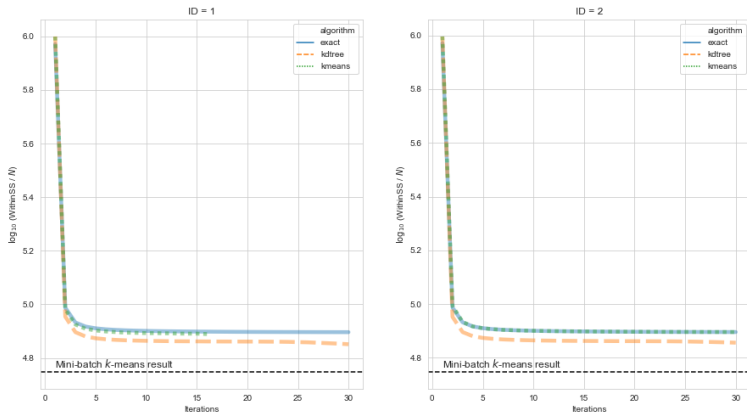 ID = 1
6.0
5.8
5.6
5.4
5.2
5.0
4.8
log₁₀ (WithinSS / N)
algorithm
exact
kdtree
kmeans
Mini-batch k-means result
0 5 10 15 20 25 30
Iterations
ID = 2
6.0
5.8
5.6
5.4
5.2
5.0
4.8
log₁₀ (WithinSS / N)
algorithm
exact
kdtree
kmeans
Mini-batch k-means result
0 5 10 15 20 25 30
Iterations